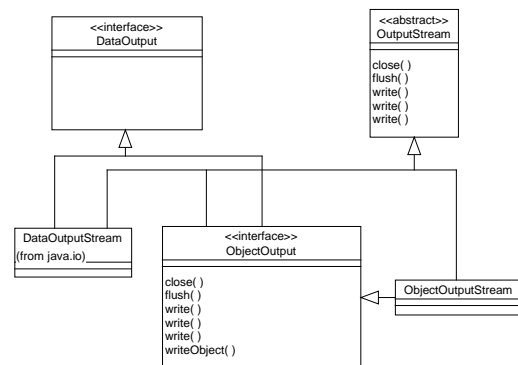 <<interface>>
DataOutput
<<abstract>>
OutputStream
close( )
flush( )
write( )
write( )
write( )
DataOutputStream
(from java.io)
<<interface>>
ObjectOutput
close( )
flush( )
write( )
write( )
write( )
writeObject( )
ObjectOutputStream